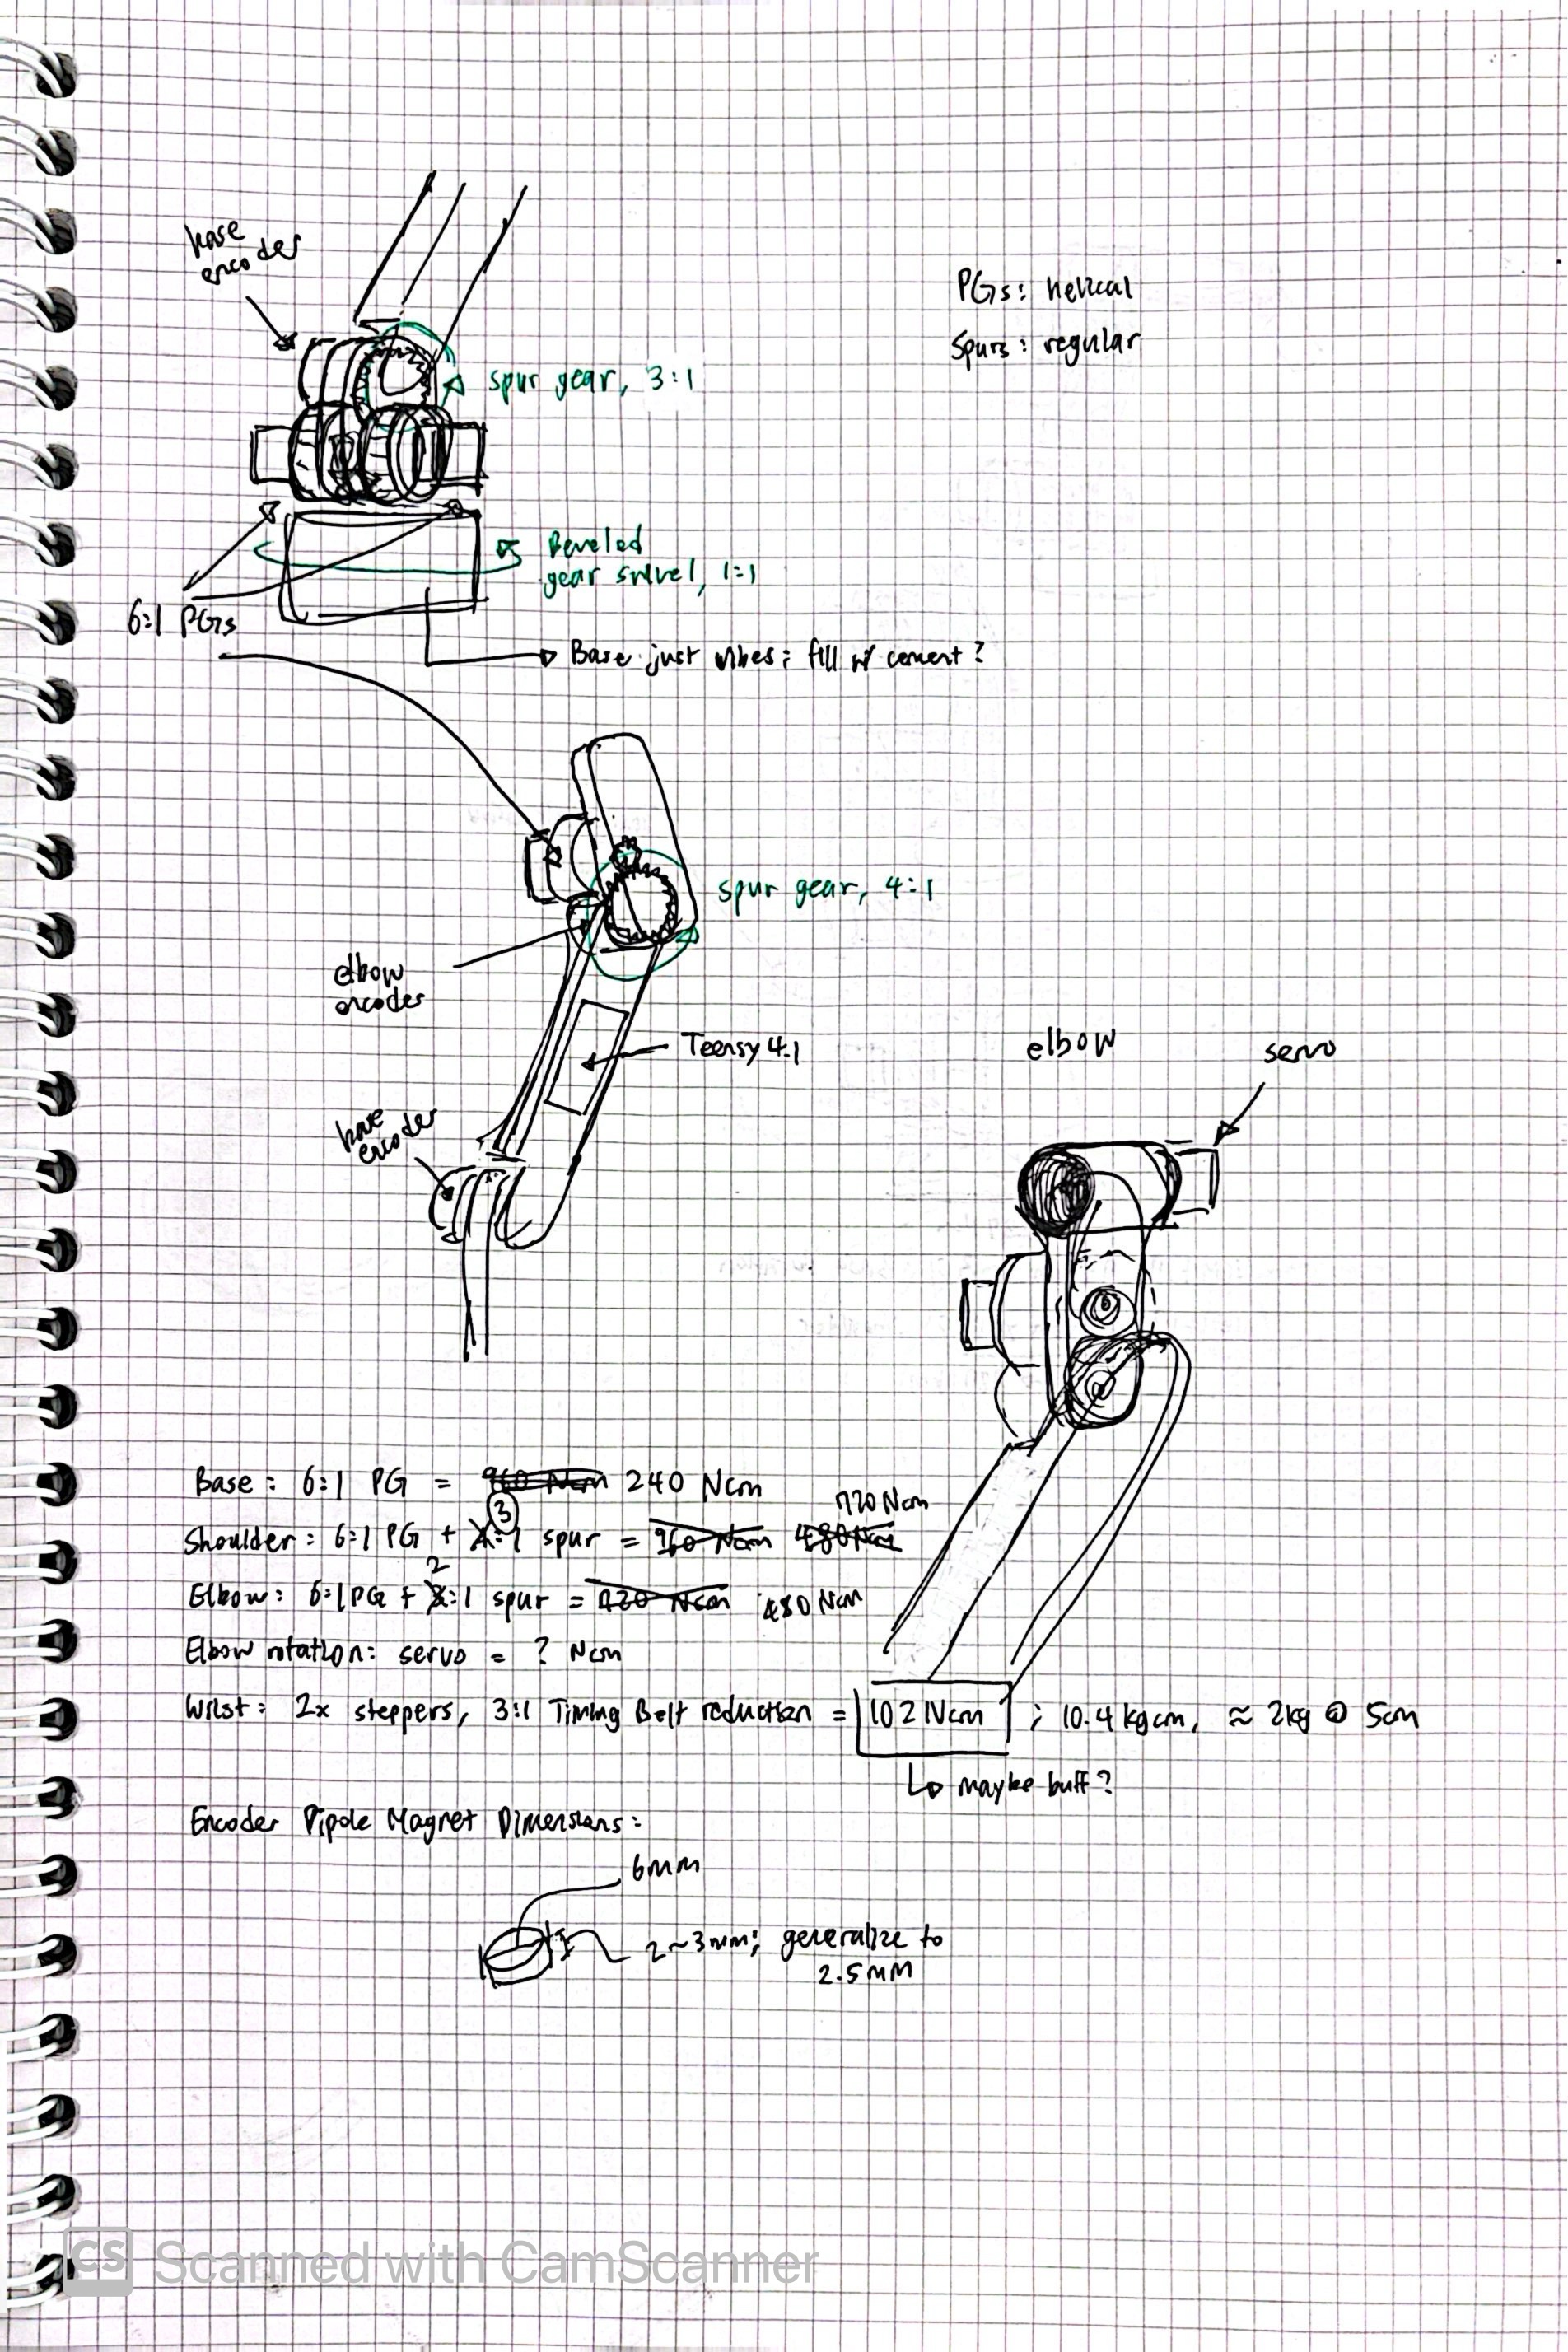 base
encoder
PGs: helical
Spurs: regular
spur gear, 3:1
Beveled
gear swivel, 1:1
6:1 PGs
Base just vibes; fill w/ cement?
spur gear, 4:1
elbow
encoder
Teensy 4.1
elbow
servo
base
encoder
Base: 6:1 PG = 960 Ncm 240 Ncm
720 Ncm
3
Shoulder: 6:1 PG + :1 spur = 960 Ncm 480 Ncm
2
Elbow: 6:1 PG + :1 spur = 720 Ncm 480 Ncm
Elbow rotation: servo = ? Ncm
Wrist: 2x steppers, 3:1 Timing Belt reduction = 102 Ncm ; 10.4 kgcm, ≈ 2kg @ 5cm
↳ maybe buff?
Encoder Dipole Magnet Dimensions:
6mm
2~3mm; generalize to
2.5mm
CS Scanned with CamScanner